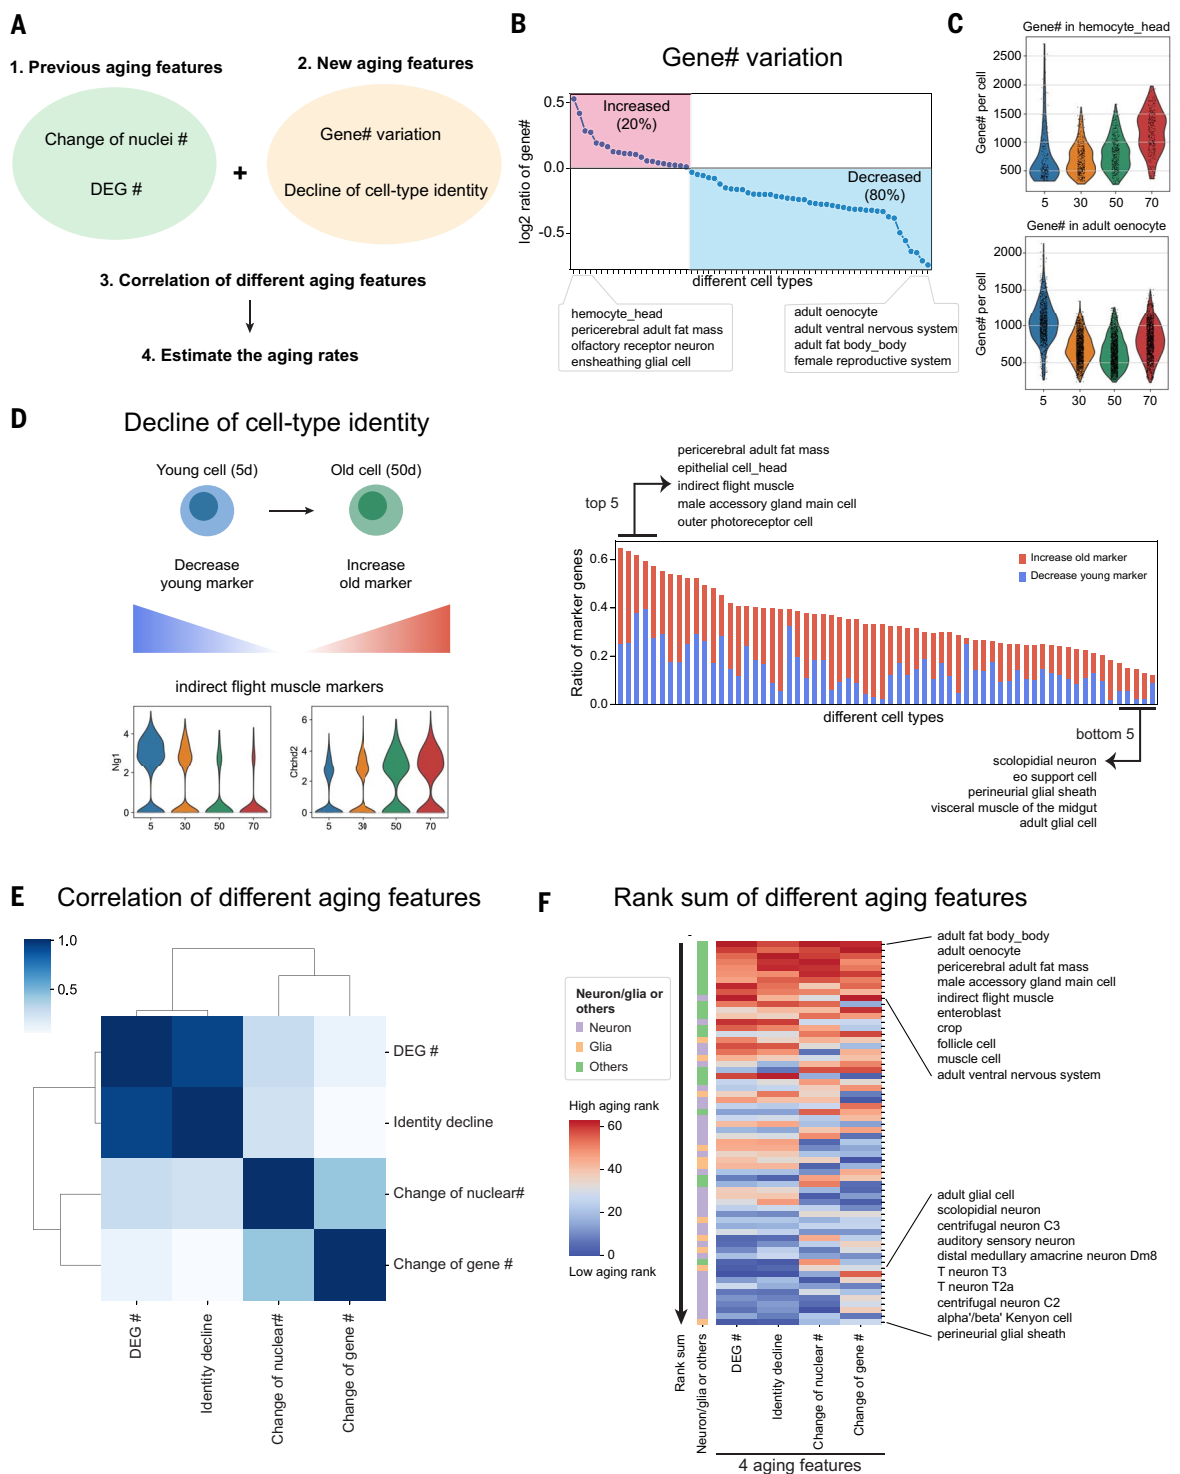 A
1. Previous aging features
Change of nuclei #
DEG #
+
2. New aging features
Gene# variation
Decline of cell-type identity
3. Correlation of different aging features
4. Estimate the aging rates
B
Gene# variation
log2 ratio of gene#
0.5
0.0
-0.5
Increased
(20%)
Decreased
(80%)
different cell types
hemocyte_head
pericerebral adult fat mass
olfactory receptor neuron
ensheathing glial cell
adult oenocyte
adult ventral nervous system
adult fat body_body
female reproductive system
C
Gene# in hemocyte_head
Gene# per cell
2500
2000
1500
1000
500
5 30 50 70
Gene# in adult oenocyte
Gene# per cell
2000
1500
1000
500
5 30 50 70
D
Decline of cell-type identity
Young cell (5d)
Old cell (50d)
Decrease
young marker
Increase
old marker
indirect flight muscle markers
Nlg1
4
2
0
5 30 50 70
Chchd2
6
4
2
0
5 30 50 70
top 5
pericerebral adult fat mass
epithelial cell_head
indirect flight muscle
male accessory gland main cell
outer photoreceptor cell
Ratio of marker genes
0.6
0.4
0.2
0.0
Increase old marker
Decrease young marker
different cell types
bottom 5
scolopidial neuron
eo support cell
perineurial glial sheath
visceral muscle of the midgut
adult glial cell
E
Correlation of different aging features
1.0
0.5
DEG #
Identity decline
Change of nuclear#
Change of gene #
DEG #
Identity decline
Change of nuclear#
Change of gene #
F
Rank sum of different aging features
Neuron/glia or
others
Neuron
Glia
Others
High aging rank
60
40
20
0
Low aging rank
Rank sum
Neuron/glia or others
DEG #
Identity decline
Change of nuclear #
Change of gene #
4 aging features
adult fat body_body
adult oenocyte
pericerebral adult fat mass
male accessory gland main cell
indirect flight muscle
enteroblast
crop
follicle cell
muscle cell
adult ventral nervous system
adult glial cell
scolopidial neuron
centrifugal neuron C3
auditory sensory neuron
distal medullary amacrine neuron Dm8
T neuron T3
T neuron T2a
centrifugal neuron C2
alpha'/beta' Kenyon cell
perineurial glial sheath